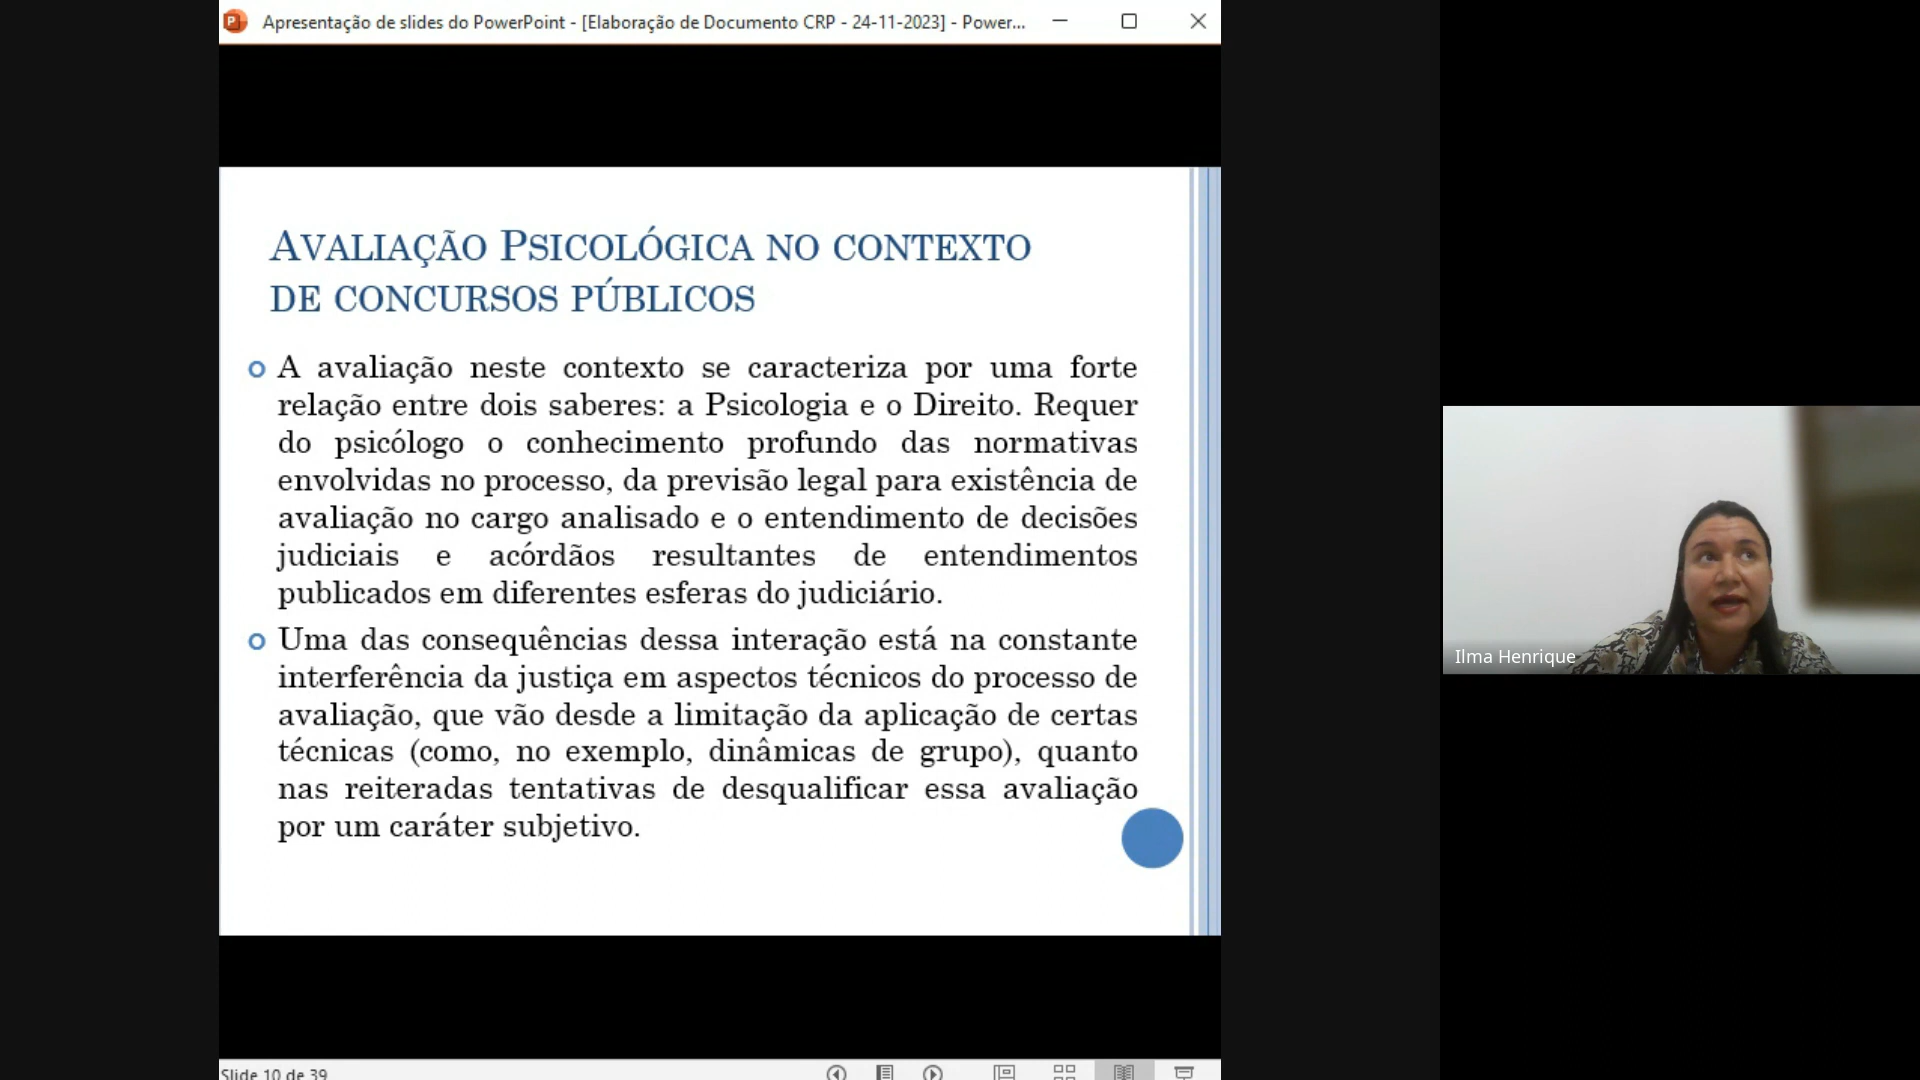 Apresentação de slides do PowerPoint - [Elaboração de Documento CRP - 24-11-2023] - Power...
AVALIAÇÃO PSICOLÓGICA NO CONTEXTO
DE CONCURSOS PÚBLICOS
A avaliação neste contexto se caracteriza por uma forte
relação entre dois saberes: a Psicologia e o Direito. Requer
do psicólogo o conhecimento profundo das normativas
envolvidas no processo, da previsão legal para existência de
avaliação no cargo analisado e o entendimento de decisões
judiciais e acórdãos resultantes de entendimentos
publicados em diferentes esferas do judiciário.
Uma das consequências dessa interação está na constante
interferência da justiça em aspectos técnicos do processo de
avaliação, que vão desde a limitação da aplicação de certas
técnicas (como, no exemplo, dinâmicas de grupo), quanto
nas reiteradas tentativas de desqualificar essa avaliação
por um caráter subjetivo.
Ilma Henrique
Slide 10 de 39